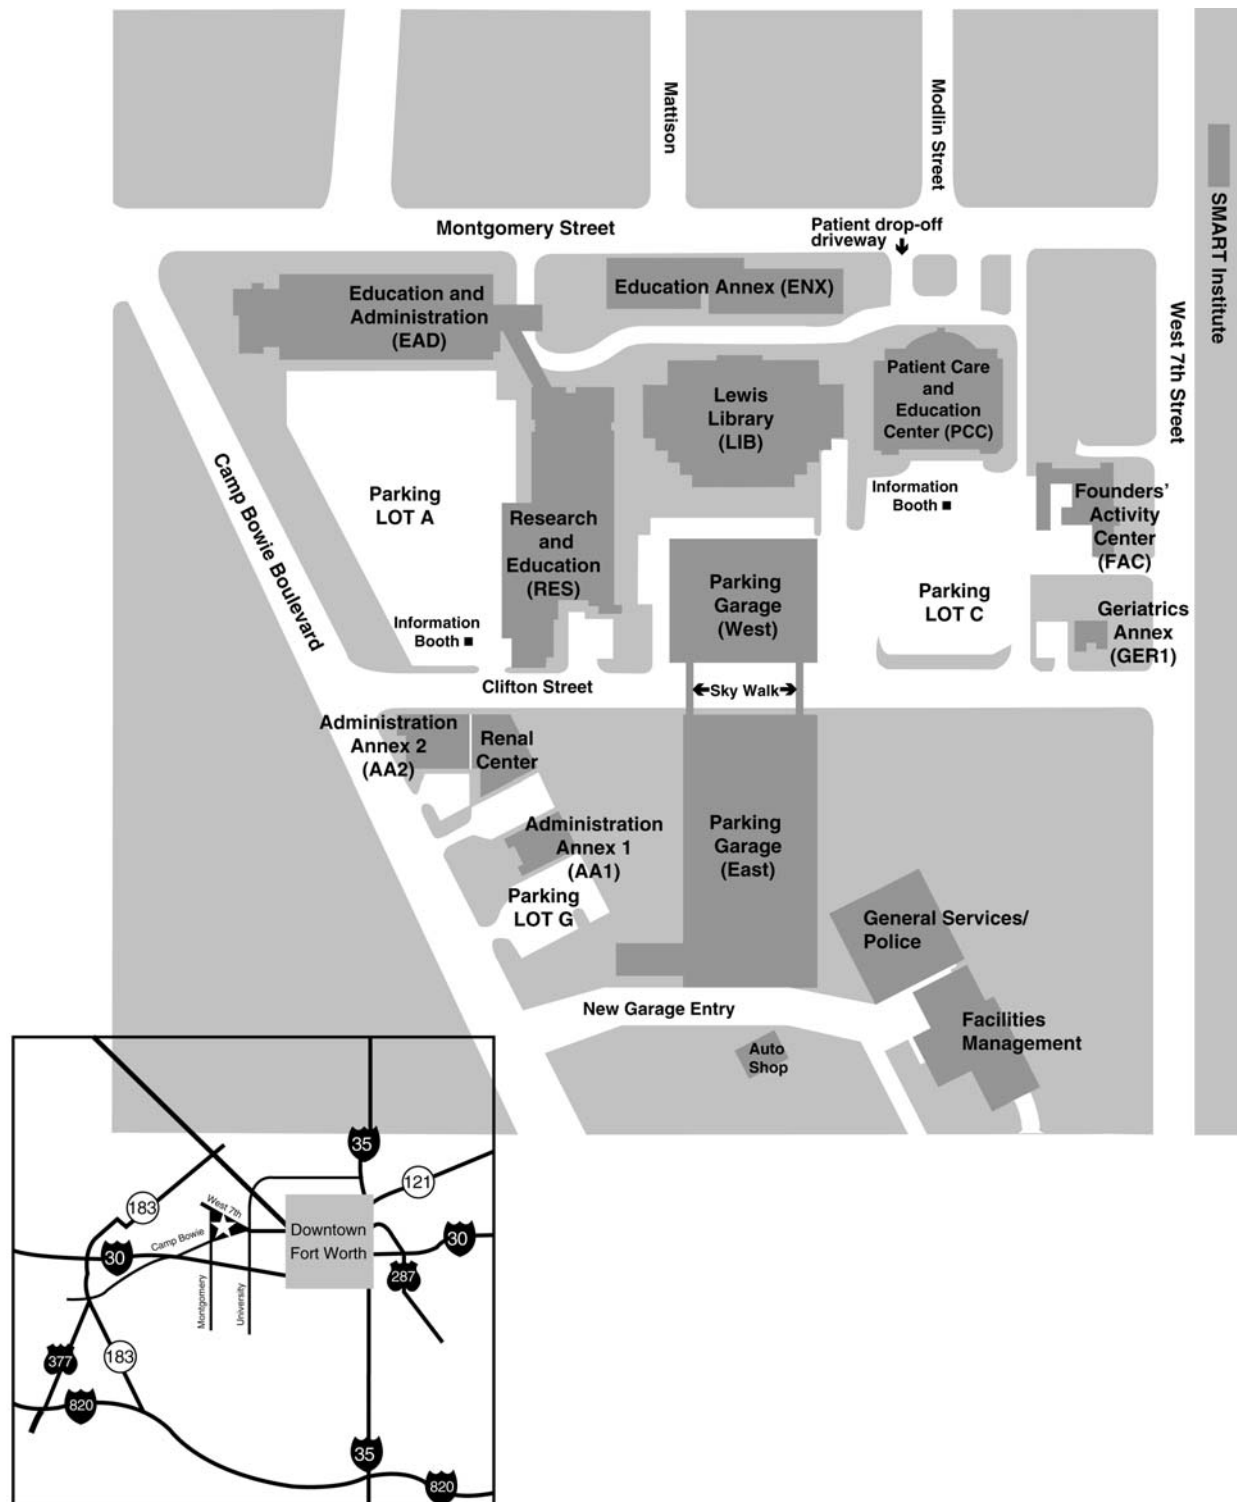 Mattison
Modlin Street
SMART Institute
Montgomery Street
Patient drop-off
driveway
Education and
Administration
(EAD)
Education Annex (ENX)
West 7th Street
Lewis
Library
(LIB)
Patient Care
and
Education
Center (PCC)
Camp Bowie Boulevard
Parking
LOT A
Research
and
Education
(RES)
Information
Booth
Founders'
Activity
Center
(FAC)
Parking
Garage
(West)
Parking
LOT C
Geriatrics
Annex
(GER1)
Information
Booth
Clifton Street
Sky Walk
Administration
Annex 2
(AA2)
Renal
Center
Administration
Annex 1
(AA1)
Parking
Garage
(East)
Parking
LOT G
General Services/
Police
New Garage Entry
Facilities
Management
Auto
Shop
35
121
183
West 7th
Camp Bowie
Downtown
Fort Worth
30
30
287
Montgomery
University
377
183
820
35
820